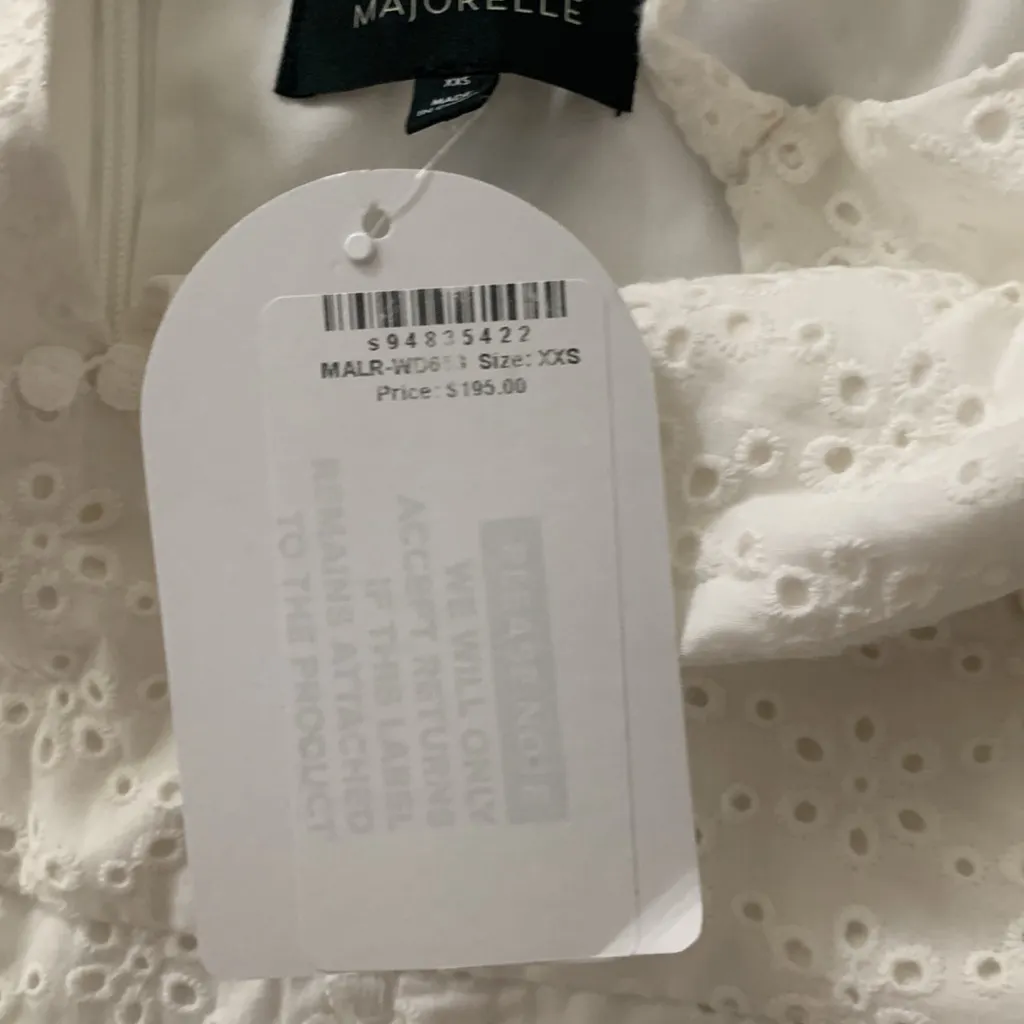 MAJORELLE
XXS
MADE
s94835422
Size: XXS
Price: $195.00
WE WILL ONLY
ACCEPT RETURNS
IF THIS LABEL
REMAINS ATTACHED
TO THE PRODUCT